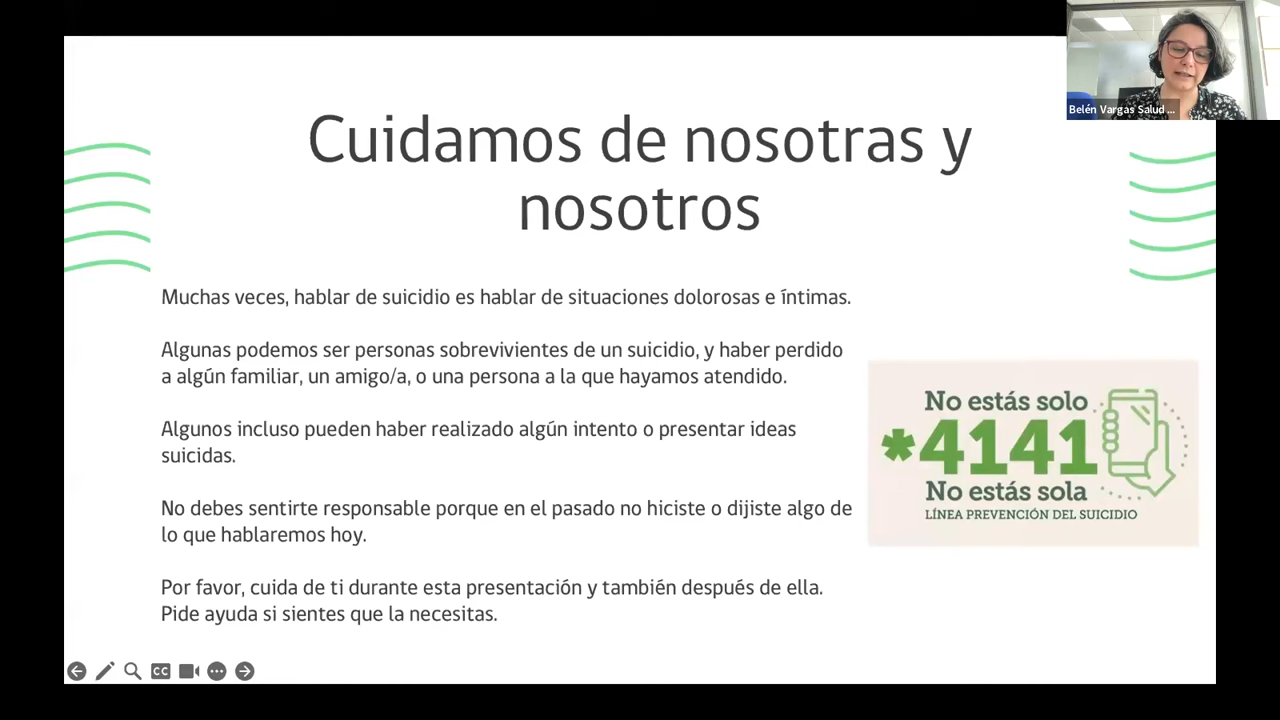 Belén Vargas Salud ...
Cuidamos de nosotras y
nosotros
Muchas veces, hablar de suicidio es hablar de situaciones dolorosas e íntimas.
Algunas podemos ser personas sobrevivientes de un suicidio, y haber perdido
a algún familiar, un amigo/a, o una persona a la que hayamos atendido.
Algunos incluso pueden haber realizado algún intento o presentar ideas
suicidas.
No debes sentirte responsable porque en el pasado no hiciste o dijiste algo de
lo que hablaremos hoy.
Por favor, cuida de ti durante esta presentación y también después de ella.
Pide ayuda si sientes que la necesitas.
No estás solo
*4141
No estás sola
LÍNEA PREVENCIÓN DEL SUICIDIO
CC